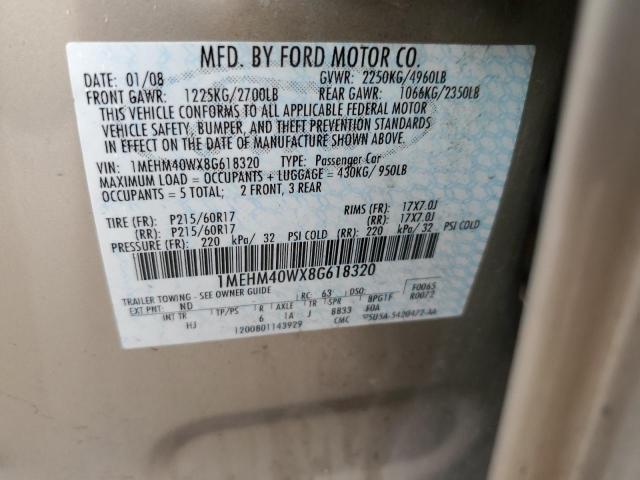 MFD. BY FORD MOTOR CO.
DATE: 01/08 GVWR: 2250KG/4960LB
FRONT GAWR: 1225KG/2700LB REAR GAWR: 1066KG/2350LB
THIS VEHICLE CONFORMS TO ALL APPLICABLE FEDERAL MOTOR
VEHICLE SAFETY, BUMPER, AND THEFT PREVENTION STANDARDS
IN EFFECT ON THE DATE OF MANUFACTURE SHOWN ABOVE.
VIN: 1MEHM40WX8G618320 TYPE: Passenger Car
MAXIMUM LOAD = OCCUPANTS + LUGGAGE = 430KG/ 950LB
OCCUPANTS = 5 TOTAL; 2 FRONT, 3 REAR
TIRE (FR): P215/60R17 RIMS (FR): 17X7.0J
(RR): P215/60R17 (RR): 17X7.0J
PRESSURE (FR): 220 kPa/ 32 PSI COLD (RR): 220 kPa/ 32 PSI COLD
1MEHM40WX8G618320
TRAILER TOWING - SEE OWNER GUIDE RC: 63 DSO: F0065
EXT PNT: ND R0072
INT TR TP/PS R AXLE TR SPR BPGTF
HJ 6 1A J BB33 F0A
1200801143929 CMC